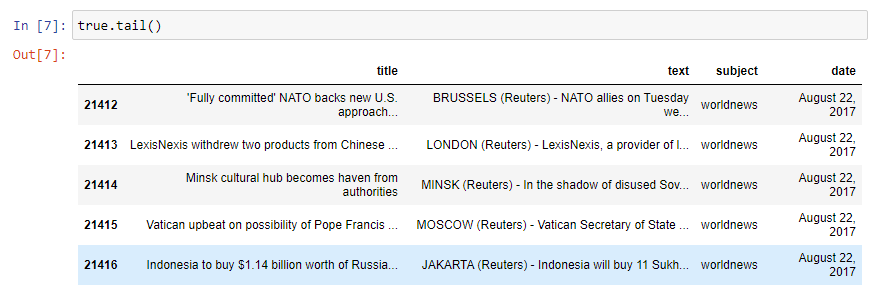 In [7]: true.tail()
Out[7]:
title text subject date
21412 'Fully committed' NATO backs new U.S. approach... BRUSSELS (Reuters) - NATO allies on Tuesday we... worldnews August 22, 2017
21413 LexisNexis withdrew two products from Chinese ... LONDON (Reuters) - LexisNexis, a provider of l... worldnews August 22, 2017
21414 Minsk cultural hub becomes haven from authorities MINSK (Reuters) - In the shadow of disused Sov... worldnews August 22, 2017
21415 Vatican upbeat on possibility of Pope Francis ... MOSCOW (Reuters) - Vatican Secretary of State ... worldnews August 22, 2017
21416 Indonesia to buy $1.14 billion worth of Russia... JAKARTA (Reuters) - Indonesia will buy 11 Sukh... worldnews August 22, 2017